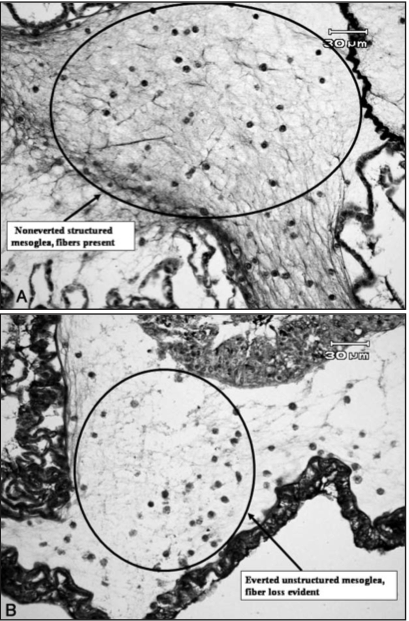 30 µm
Noneverted structured
mesoglea, fibers present
A
30 µm
Everted unstructured mesoglea,
fiber loss evident
B